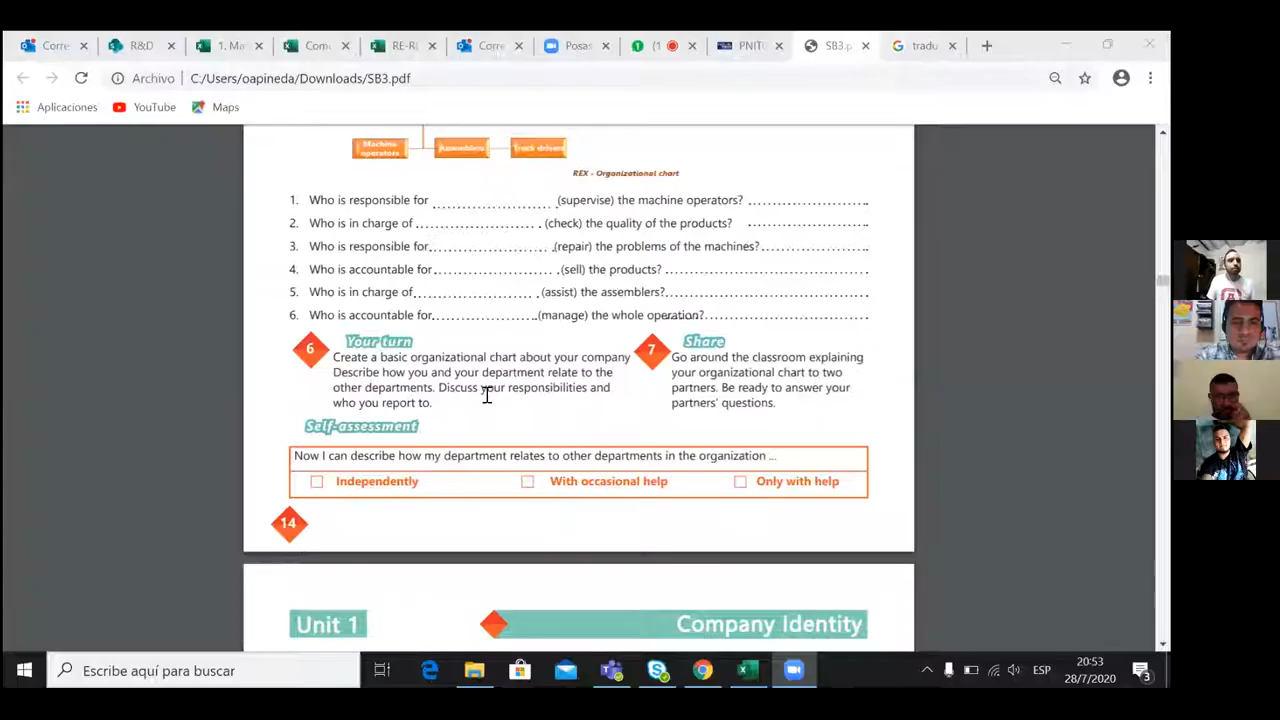 Corre
R&D
1. Ma
Com
RE-RI
Corre
Posas
(1
PNIT
SB3.p
tradu
Archivo
C:/Users/oapineda/Downloads/SB3.pdf
Aplicaciones
YouTube
Maps
Machine operators
Assemblers
Truck drivers
REX - Organizational chart
1. Who is responsible for .......................... (supervise) the machine operators? ..........................
2. Who is in charge of .......................... (check) the quality of the products? ..........................
3. Who is responsible for.......................... (repair) the problems of the machines? ..........................
4. Who is accountable for.......................... (sell) the products? ..........................
5. Who is in charge of.......................... (assist) the assemblers?..........................
6. Who is accountable for..........................(manage) the whole operation?..........................
6
Your turn
Create a basic organizational chart about your company
Describe how you and your department relate to the
other departments. Discuss your responsibilities and
who you report to.
7
Share
Go around the classroom explaining
your organizational chart to two
partners. Be ready to answer your
partners' questions.
Self-assessment
Now I can describe how my department relates to other departments in the organization ...
Independently
With occasional help
Only with help
14
Unit 1
Company Identity
Escribe aquí para buscar
ESP
20:53
28/7/2020
3